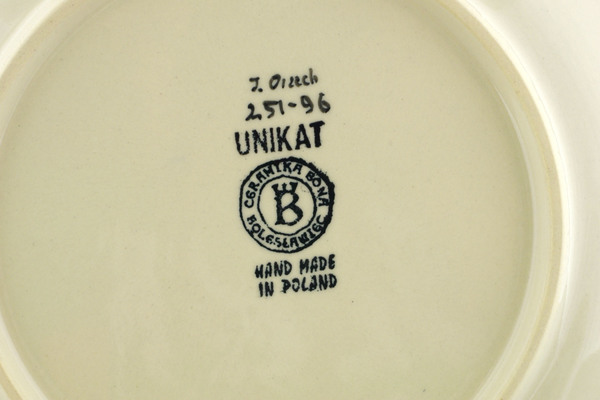 J. Orzech
251-96
UNIKAT
CERAMIKA BONA
B
BOLESŁAWIEC
HAND MADE
IN POLAND